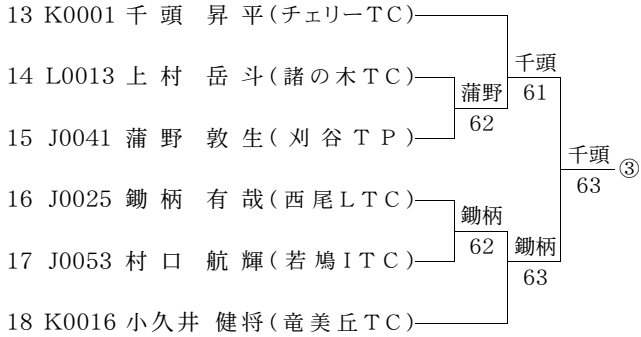 13 K0001 千頭 昇平(チェリーTC)
千頭
14 L0013 上村 岳斗(諸の木TC)
蒲野
61
62
15 J0041 蒲野 敦生(刈谷TP)
千頭
③
63
16 J0025 鋤柄 有哉(西尾LTC)
鋤柄
62
鋤柄
17 J0053 村口 航輝(若鳩ITC)
63
18 K0016 小久井 健将(竜美丘TC)